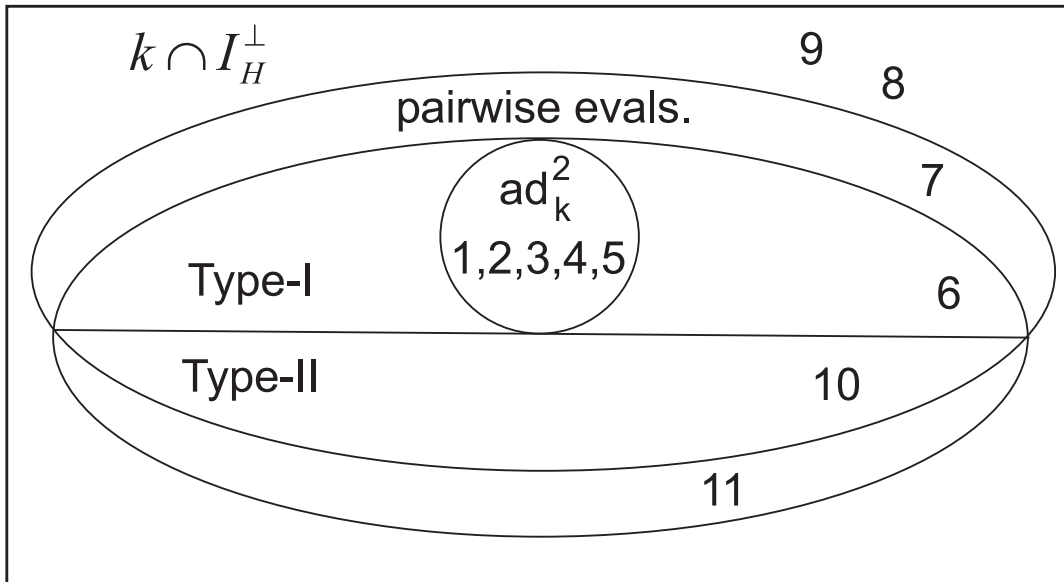 k ∩ I_H^⊥
9
8
pairwise evals.
7
ad_k^2
1,2,3,4,5
Type-I
6
Type-II
10
11